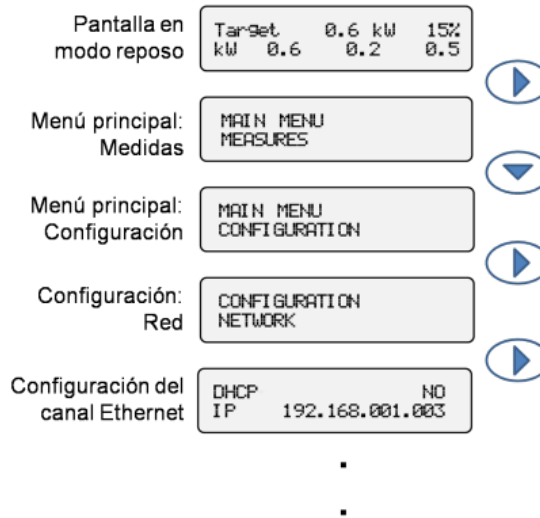 Pantalla en
modo reposo
Target 0.6 kW 15%
kW 0.6 0.2 0.5
Menú principal:
Medidas
MAIN MENU
MEASURES
Menú principal:
Configuración
MAIN MENU
CONFIGURATION
Configuración:
Red
CONFIGURATION
NETWORK
Configuración del
canal Ethernet
DHCP NO
IP 192.168.001.003